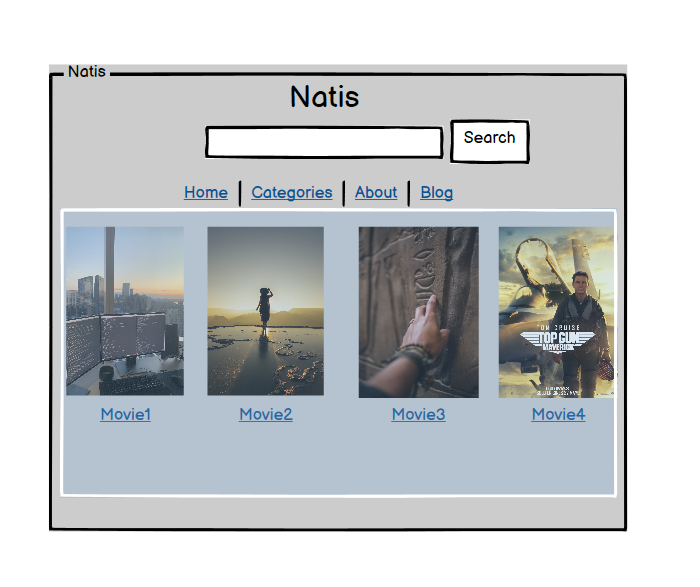 Natis
Natis
Search
Home Categories About Blog
TOM CRUISE
TOP GUN
MAVERICK
Movie1 Movie2 Movie3 Movie4